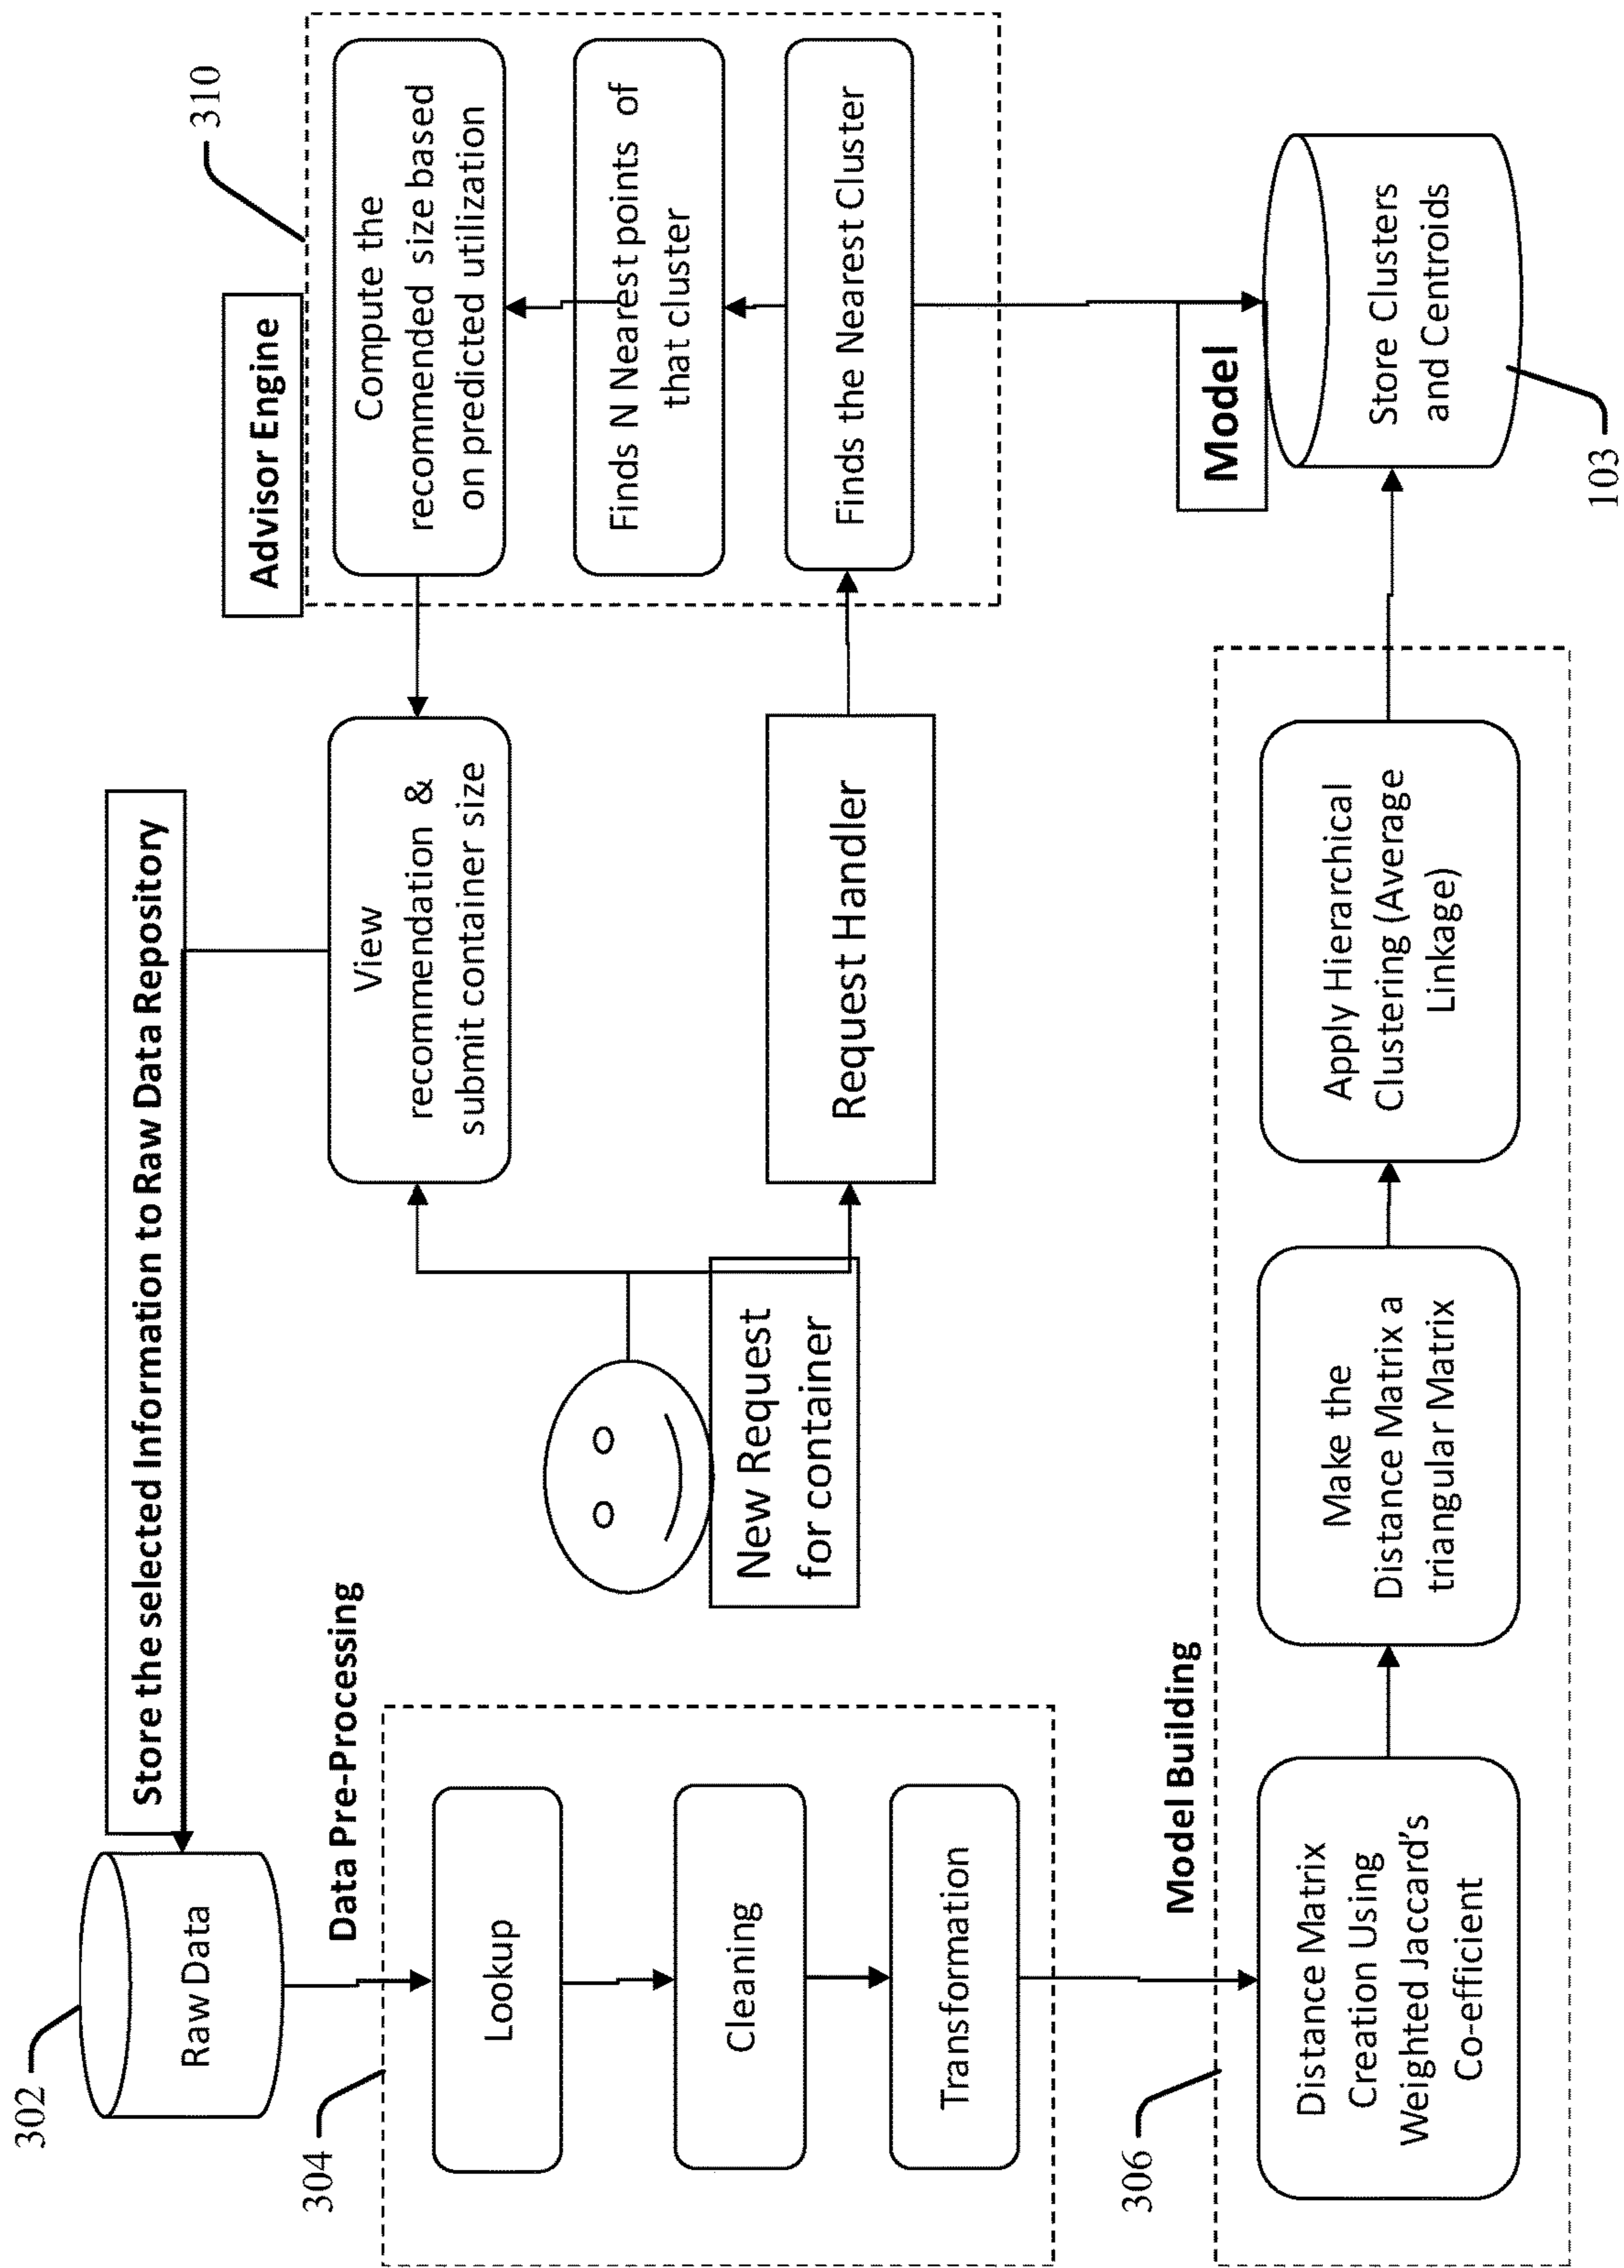 302
Raw Data
Store the selected Information to Raw Data Repository
304
Data Pre-Processing
Lookup
Cleaning
Transformation
New Request
for container
View
recommendation &
submit container size
Request Handler
Advisor Engine
310
Compute the
recommended size based
on predicted utilization
Finds N Nearest points of
that cluster
Finds the Nearest Cluster
306
Model Building
Distance Matrix
Creation Using
Weighted Jaccard's
Co-efficient
Make the
Distance Matrix a
triangular Matrix
Apply Hierarchical
Clustering (Average
Linkage)
Model
Store Clusters
and Centroids
103